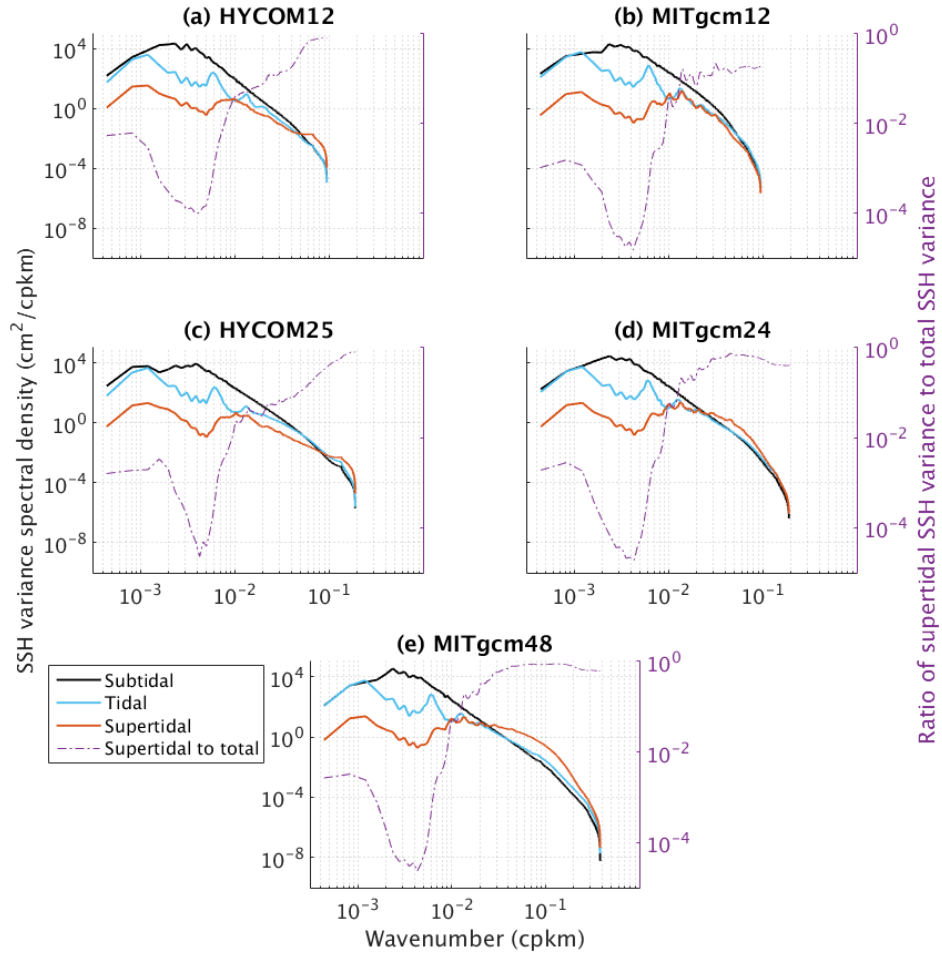 (a) HYCOM12
(b) MITgcm12
10^4
10^0
10^-4
10^-8
10^0
10^-2
10^-4
(c) HYCOM25
(d) MITgcm24
10^4
10^0
10^-4
10^-8
10^-3
10^-2
10^-1
10^-3
10^-2
10^-1
10^0
10^-2
10^-4
(e) MITgcm48
10^4
10^0
10^-4
10^-8
10^-3
10^-2
10^-1
10^0
10^-2
10^-4
Subtidal
Tidal
Supertidal
Supertidal to total
Wavenumber (cpkm)
SSH variance spectral density (cm²/cpkm)
Ratio of supertidal SSH variance to total SSH variance